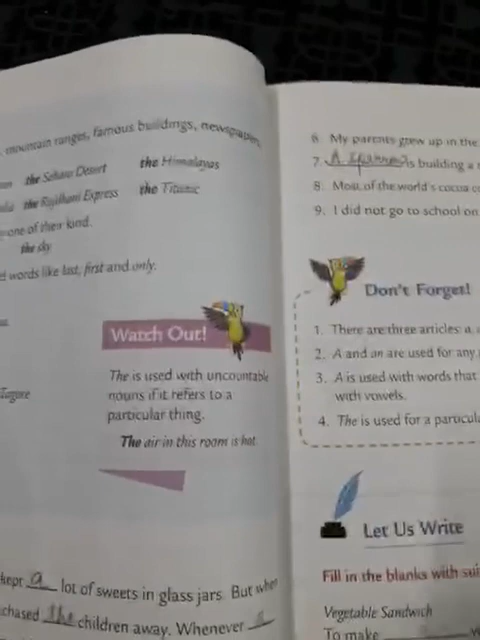 mountain ranges, famous buildings, newspapers,
the Sahara Desert the Himalayas
the Rajdhani Express the Titanic
one of their kind.
the sky
words like last, first and only.
Watch Out!
The is used with uncountable
nouns if it refers to a
particular thing.
The air in this room is hot.
Tagore
kept a lot of sweets in glass jars. But when
chased the children away. Whenever
6. My parents grew up in the
7. A sparrow is building a
8. Most of the world's cocoa
9. I did not go to school on
Don't Forget!
1. There are three articles: a,
2. A and an are used for any
3. A is used with words that
with vowels.
4. The is used for a
Let Us Write
Fill in the blanks with
Vegetable Sandwich
To make